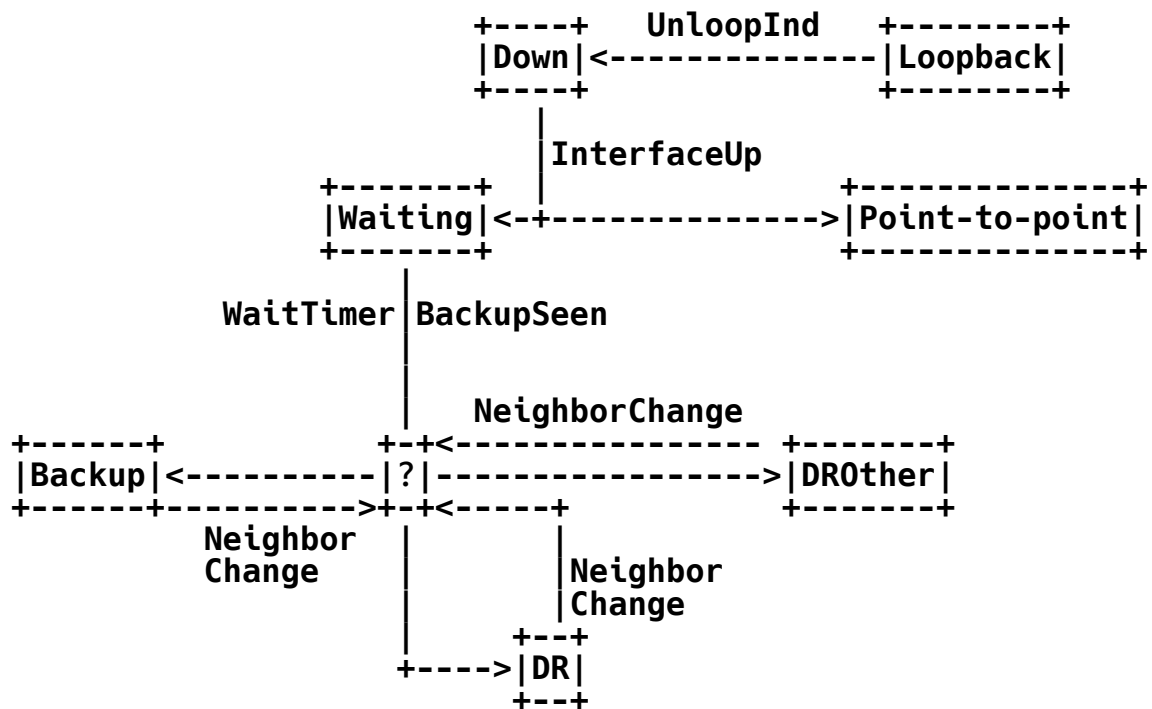 +----+   UnloopInd   +--------+
                        |Down|<--------------|Loopback|
                        +----+               +--------+
                           |
                           |InterfaceUp
                +-------+  |               +--------------+
                |Waiting|<-+-------------->|Point-to-point|
                +-------+                  +--------------+
                    |
           WaitTimer|BackupSeen
                    |
                    |
                    |   NeighborChange
+------+           +-+<---------------- +-------+
|Backup|<----------|?|----------------->|DROther|
+------+---------->+-+<-----+           +-------+
          Neighbor  |       |
          Change    |       |Neighbor
                    |       |Change
                    |     +--+
                    +---->|DR|
                          +--+